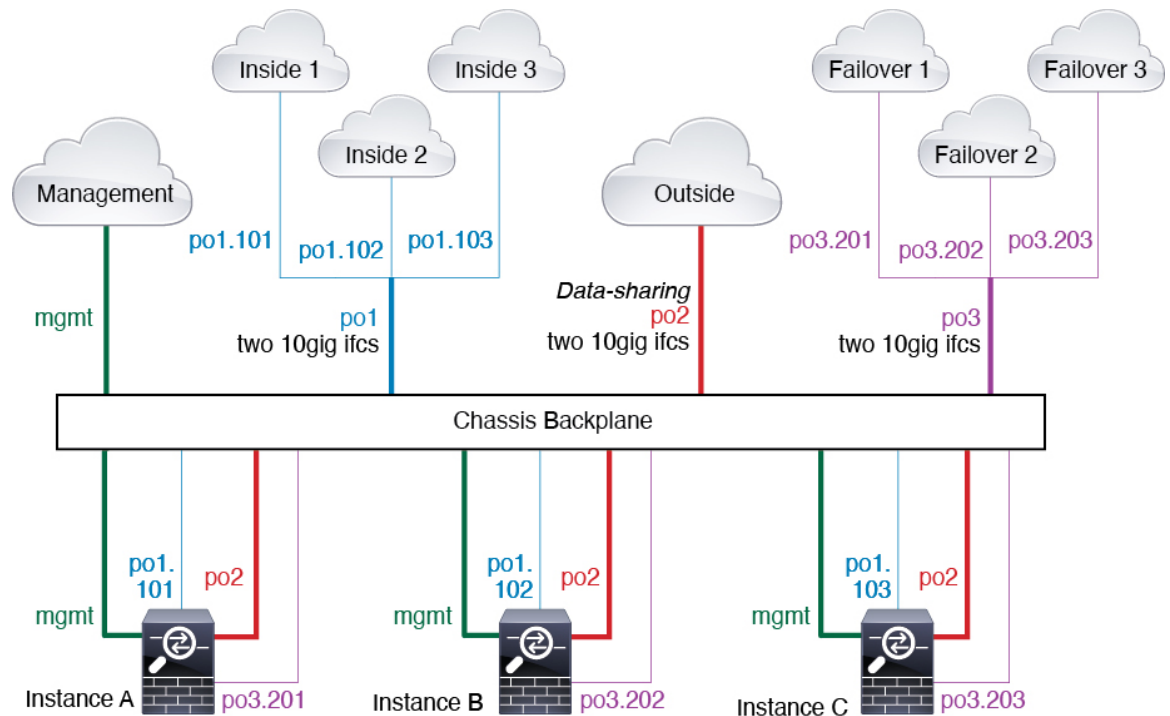 Inside 1
Inside 3
Failover 1
Failover 3
Inside 2
Failover 2
Management
Outside
po1.101
po1.102
po1.103
po3.201
po3.202
po3.203
mgmt
po1
two 10gig ifcs
Data-sharing
po2
two 10gig ifcs
po3
two 10gig ifcs
Chassis Backplane
mgmt
po1.
101
po2
Instance A
po3.201
mgmt
po1.
102
po2
Instance B
po3.202
mgmt
po1.
103
po2
Instance C
po3.203